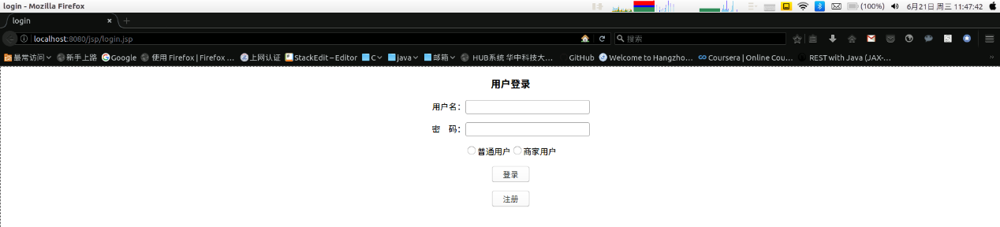 login - Mozilla Firefox
(100%)
6月21日 周三 11:47:42
login
localhost:8080/jsp/login.jsp
搜索
最常访问
新手上路
Google
使用 Firefox | Firefox ...
上网认证
StackEdit – Editor
C
java
邮箱
HUB系统 华中科技大...
GitHub
Welcome to Hangzho...
Coursera | Online Cou...
REST with Java (JAX-...
用户登录
用户名：
密 码：
普通用户 商家用户
登录
注册